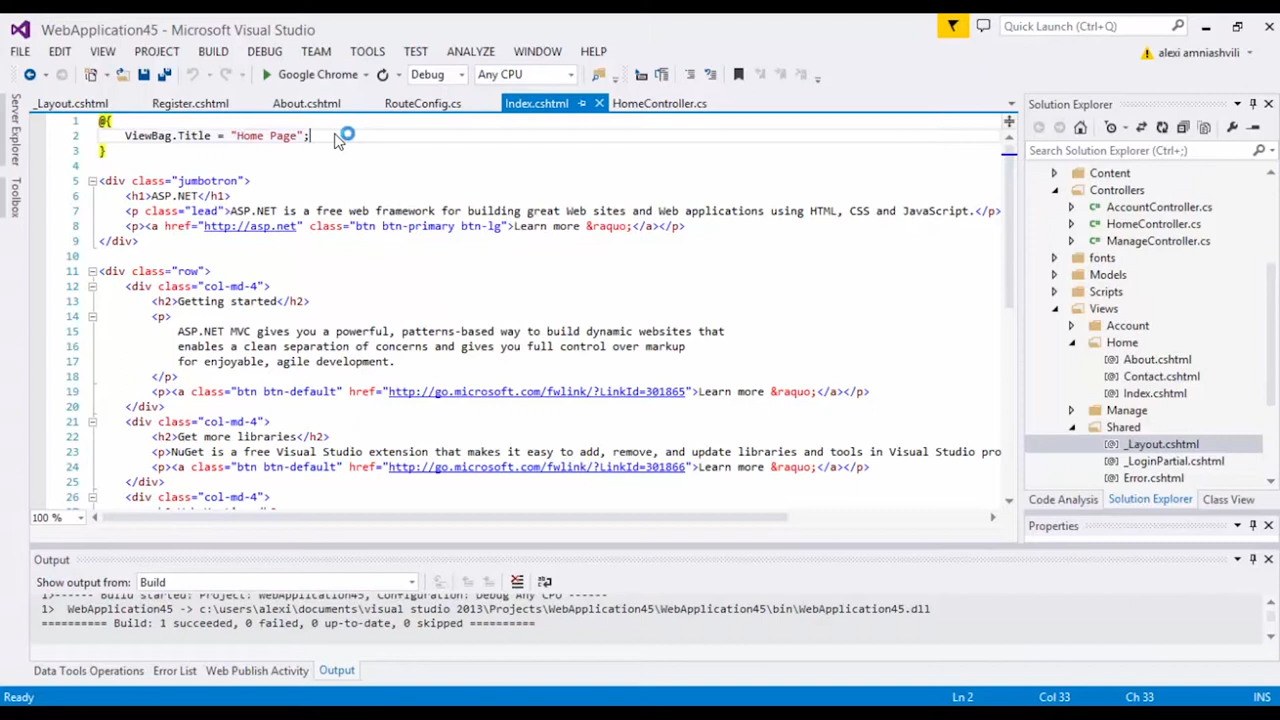 WebApplication45 - Microsoft Visual Studio
Quick Launch (Ctrl+Q)
FILE EDIT VIEW PROJECT BUILD DEBUG TEAM TOOLS TEST ANALYZE WINDOW HELP
alexi amniashvili
Google Chrome Debug Any CPU
Server Explorer
Toolbox
_Layout.cshtml Register.cshtml About.cshtml RouteConfig.cs Index.cshtml HomeController.cs
1 @{
2 ViewBag.Title = "Home Page";
3 }
4
5 <div class="jumbotron">
6 <h1>ASP.NET</h1>
7 <p class="lead">ASP.NET is a free web framework for building great Web sites and Web applications using HTML, CSS and JavaScript.</p>
8 <p><a href="http://asp.net" class="btn btn-primary btn-lg">Learn more &raquo;</a></p>
9 </div>
10
11 <div class="row">
12 <div class="col-md-4">
13 <h2>Getting started</h2>
14 <p>
15 ASP.NET MVC gives you a powerful, patterns-based way to build dynamic websites that
16 enables a clean separation of concerns and gives you full control over markup
17 for enjoyable, agile development.
18 </p>
19 <p><a class="btn btn-default" href="http://go.microsoft.com/fwlink/?LinkId=301865">Learn more &raquo;</a></p>
20 </div>
21 <div class="col-md-4">
22 <h2>Get more libraries</h2>
23 <p>NuGet is a free Visual Studio extension that makes it easy to add, remove, and update libraries and tools in Visual Studio pro
24 <p><a class="btn btn-default" href="http://go.microsoft.com/fwlink/?LinkId=301866">Learn more &raquo;</a></p>
25 </div>
26 <div class="col-md-4">
100 %
Solution Explorer
Search Solution Explorer (Ctrl+;)
Content
Controllers
AccountController.cs
HomeController.cs
ManageController.cs
fonts
Models
Scripts
Views
Account
Home
About.cshtml
Contact.cshtml
Index.cshtml
Manage
Shared
_Layout.cshtml
_LoginPartial.cshtml
Error.cshtml
Code Analysis Solution Explorer Class View
Properties
Output
Show output from: Build
1>------ Build started: Project: WebApplication45, Configuration: Debug Any CPU ------
1> WebApplication45 -> c:\users\alexi\documents\visual studio 2013\Projects\WebApplication45\WebApplication45\bin\WebApplication45.dll
========== Build: 1 succeeded, 0 failed, 0 up-to-date, 0 skipped ==========
Data Tools Operations Error List Web Publish Activity Output
Ready Ln 2 Col 33 Ch 33 INS